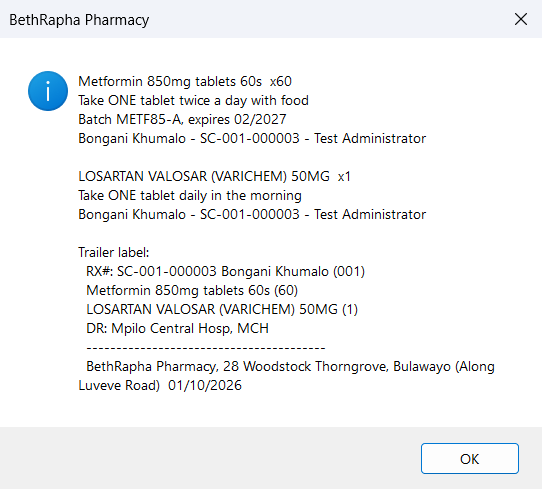 BethRapha Pharmacy
Metformin 850mg tablets 60s  x60
Take ONE tablet twice a day with food
Batch METF85-A, expires 02/2027
Bongani Khumalo - SC-001-000003 - Test Administrator
LOSARTAN VALOSAR (VARICHEM) 50MG  x1
Take ONE tablet daily in the morning
Bongani Khumalo - SC-001-000003 - Test Administrator
Trailer label:
RX#: SC-001-000003 Bongani Khumalo (001)
Metformin 850mg tablets 60s (60)
LOSARTAN VALOSAR (VARICHEM) 50MG (1)
DR: Mpilo Central Hosp, MCH
----------------------------------------
BethRapha Pharmacy, 28 Woodstock Thorngrove, Bulawayo (Along
Luveve Road)  01/10/2026
OK